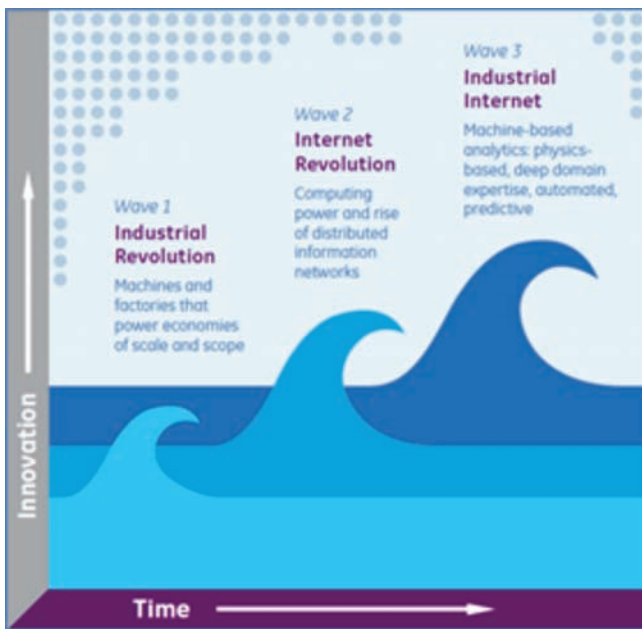 Wave 1
Industrial
Revolution
Machines and
factories that
power economies
of scale and scope
Wave 2
Internet
Revolution
Computing
power and rise
of distributed
information
networks
Wave 3
Industrial
Internet
Machine-based
analytics: physics-
based, deep domain
expertise, automated,
predictive
Innovation
Time